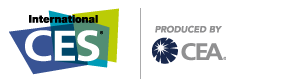 International
CES®
PRODUCED BY
CEA